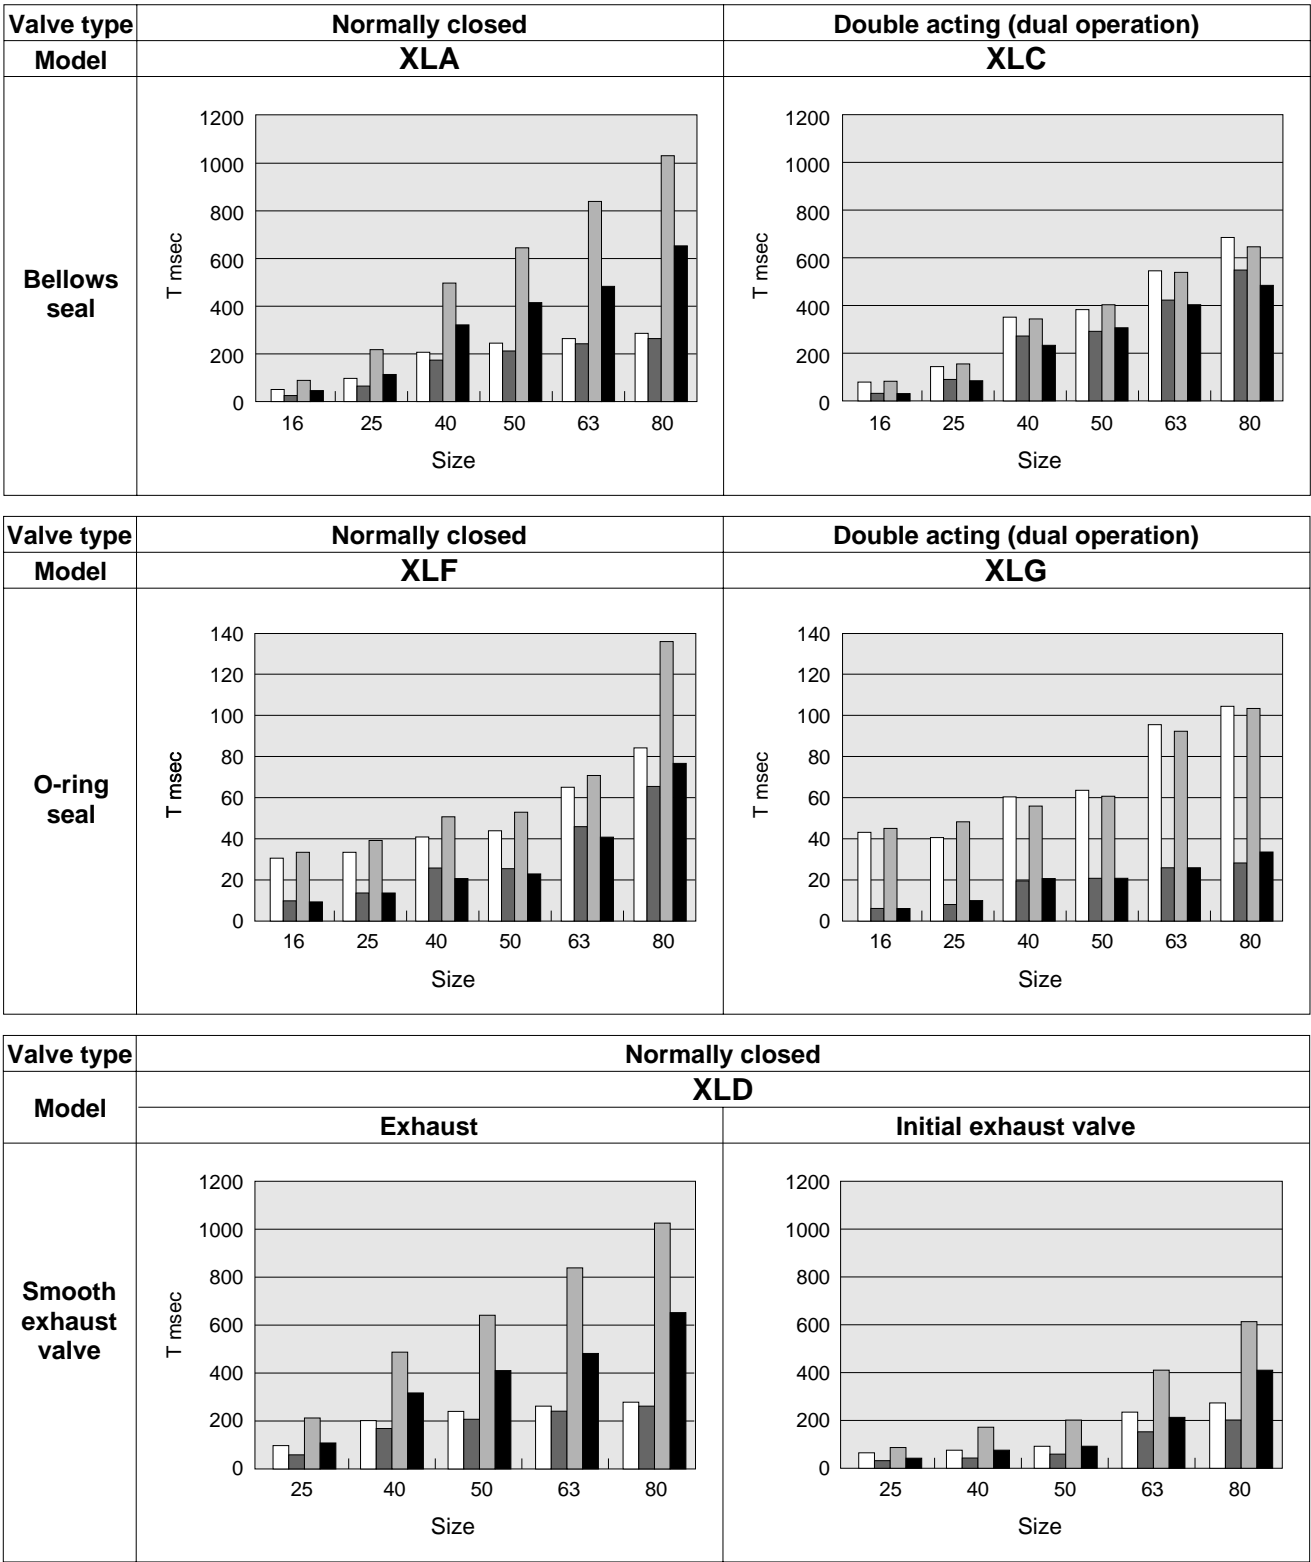 Valve type Normally closed Double acting (dual operation)
Model XLA XLC
Bellows
seal
T msec
1200
1000
800
600
400
200
0
16 25 40 50 63 80
Size
T msec
1200
1000
800
600
400
200
0
16 25 40 50 63 80
Size
Valve type Normally closed Double acting (dual operation)
Model XLF XLG
O-ring
seal
T msec
140
120
100
80
60
40
20
0
16 25 40 50 63 80
Size
T msec
140
120
100
80
60
40
20
0
16 25 40 50 63 80
Size
Valve type Normally closed
Model XLD
Exhaust Initial exhaust valve
Smooth
exhaust
valve
T msec
1200
1000
800
600
400
200
0
25 40 50 63 80
Size
1200
1000
800
600
400
200
0
25 40 50 63 80
Size